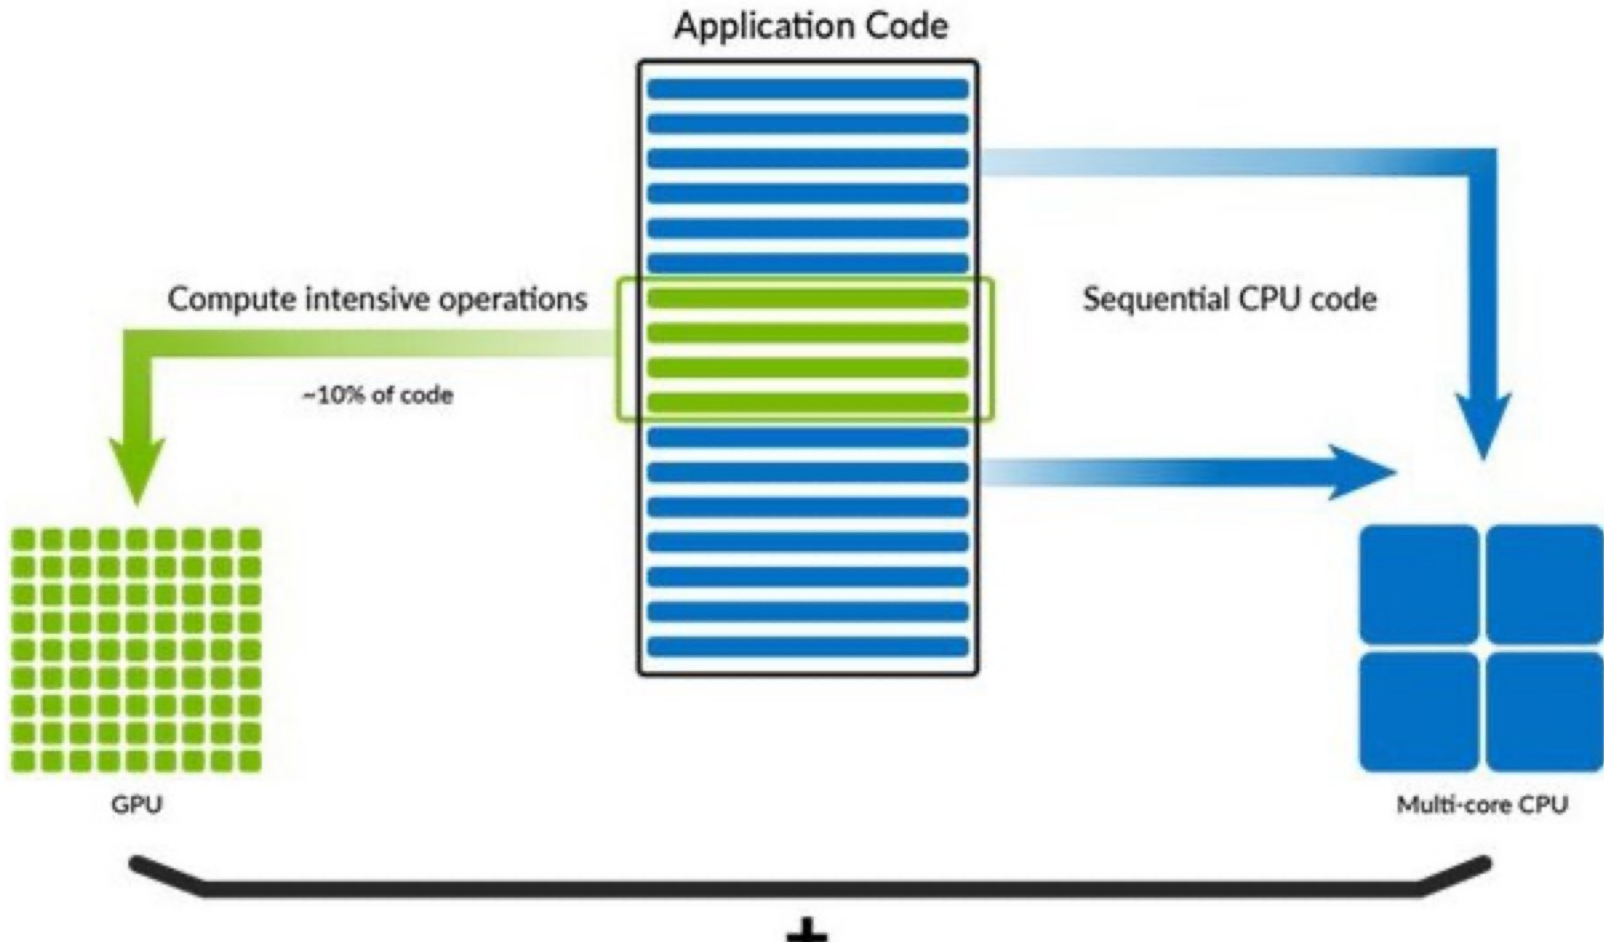 Application Code
Compute intensive operations
~10% of code
Sequential CPU code
GPU
Multi-core CPU
+